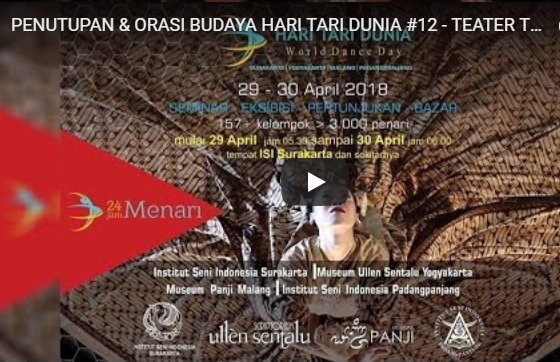 PENUTUPAN & ORASI BUDAYA HARI TARI DUNIA #12 - TEATER T...
HARI TARI DUNIA
World Dance Day
SURAKARTA | YOGYAKARTA | MALANG | PADANGPANJANG
29 - 30 April 2018
SEMINAR - EKSIBISI - PERTUNJUKAN - BAZAR
157 - kelompok > 3.000 penari
mulai 29 April jam 05.30 sampai 30 April jam 06.00
tempat ISI Surakarta dan sekitarnya
24 jam Menari
Institut Seni Indonesia Surakarta | Museum Ullen Sentalu Yogyakarta
Museum Panji Malang | Institut Seni Indonesia Padangpanjang
INSTITUT SENI INDONESIA
SURAKARTA
ullen sentalu
PANJI